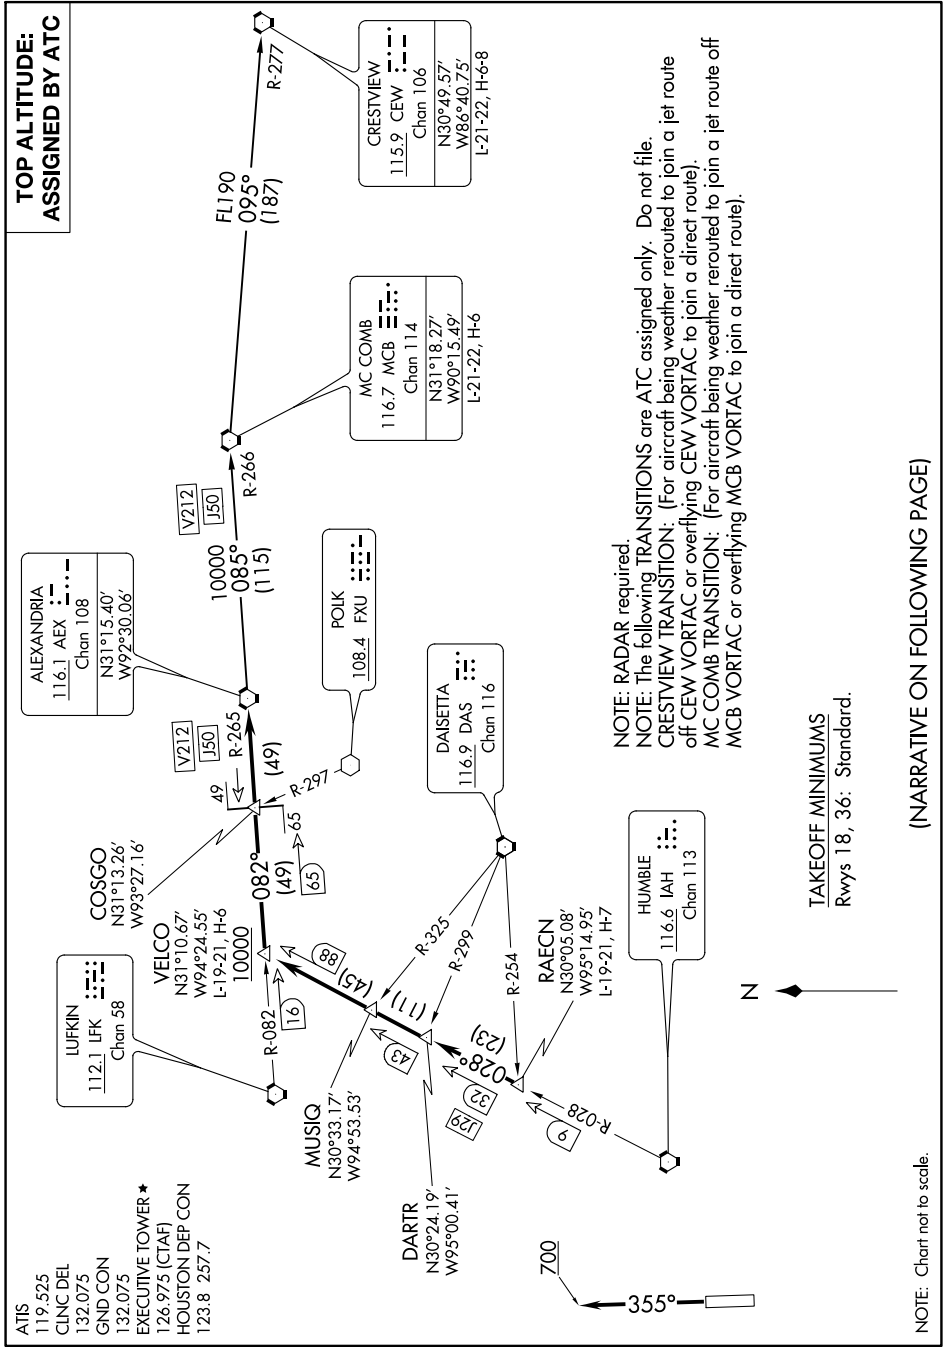 TOP ALTITUDE:
ASSIGNED BY ATC
ATIS
119.525
CLNC DEL
132.075
GND CON
132.075
EXECUTIVE TOWER ★
126.975 (CTAF)
HOUSTON DEP CON
123.8 257.7
LUFKIN
112.1 LFK
Chan 58
R-082
16
VELCO
N31°10.67′
W94°24.55′
L-19-21, H-6
10000
COSGO
N31°13.26′
W93°27.16′
082°
(49)
65
65
49
V212
J50
R-265
(49)
R-297
ALEXANDRIA
116.1 AEX
Chan 108
N31°15.40′
W92°30.06′
POLK
108.4 FXU
10000
085°
(115)
V212
J50
R-266
MC COMB
116.7 MCB
Chan 114
N31°18.27′
W90°15.49′
L-21-22, H-6
FL190
095°
(187)
R-277
CRESTVIEW
115.9 CEW
Chan 106
N30°49.57′
W86°40.75′
L-21-22, H-6-8
MUSIQ
N30°33.17′
W94°53.53′
88
(45)
(11)
43
DARTR
N30°24.19′
W95°00.41′
J29
32
028°
(23)
9
R-028
R-325
R-299
R-254
DAISETTA
116.9 DAS
Chan 116
RAECN
N30°05.08′
W95°14.95′
L-19-21, H-7
HUMBLE
116.6 IAH
Chan 113
700
355°
N
NOTE: RADAR required.
NOTE: The following TRANSITIONS are ATC assigned only. Do not file.
CRESTVIEW TRANSITION: (For aircraft being weather rerouted to join a jet route
off CEW VORTAC or overflying CEW VORTAC to join a direct route).
MC COMB TRANSITION: (For aircraft being weather rerouted to join a jet route off
MCB VORTAC or overflying MCB VORTAC to join a direct route).
TAKEOFF MINIMUMS
Rwys 18, 36: Standard.
(NARRATIVE ON FOLLOWING PAGE)
NOTE: Chart not to scale.